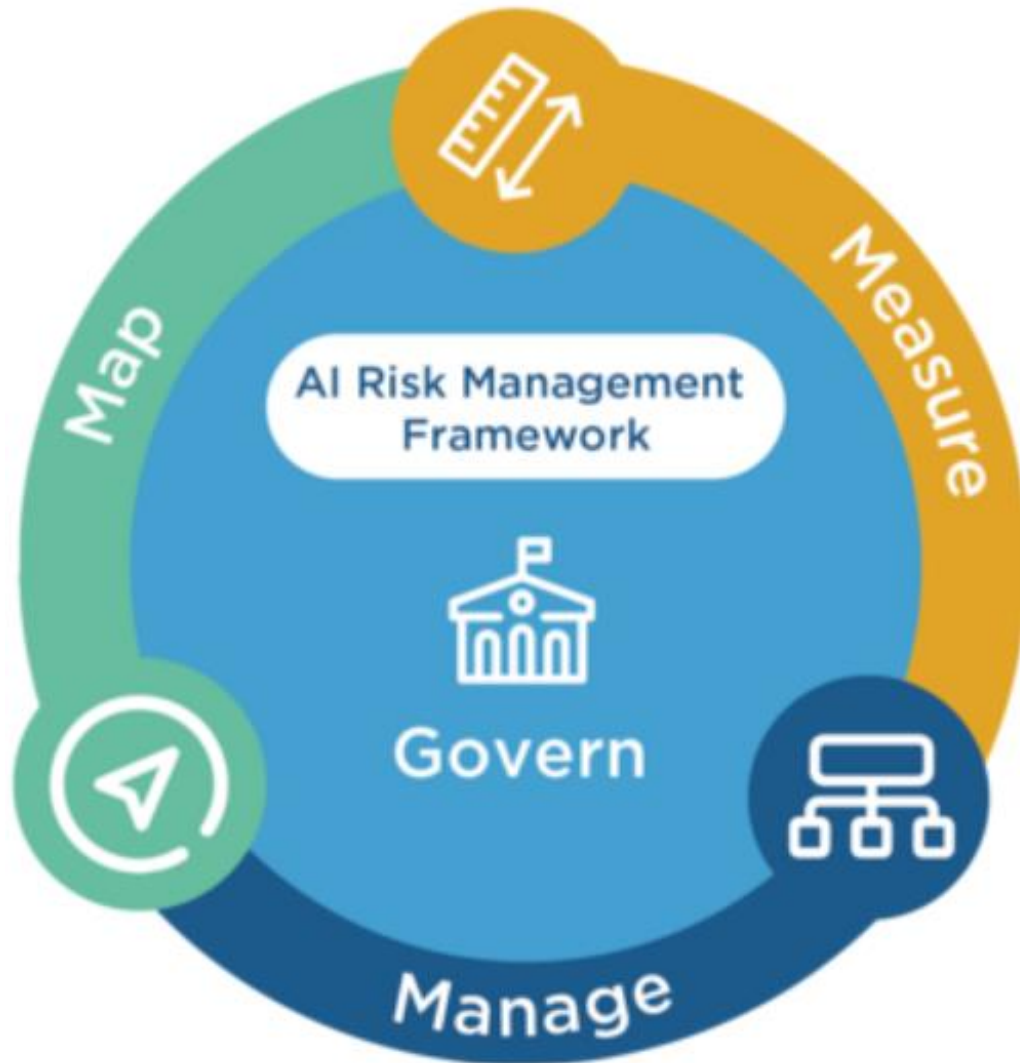 Map
Measure
AI Risk Management
Framework
Govern
Manage